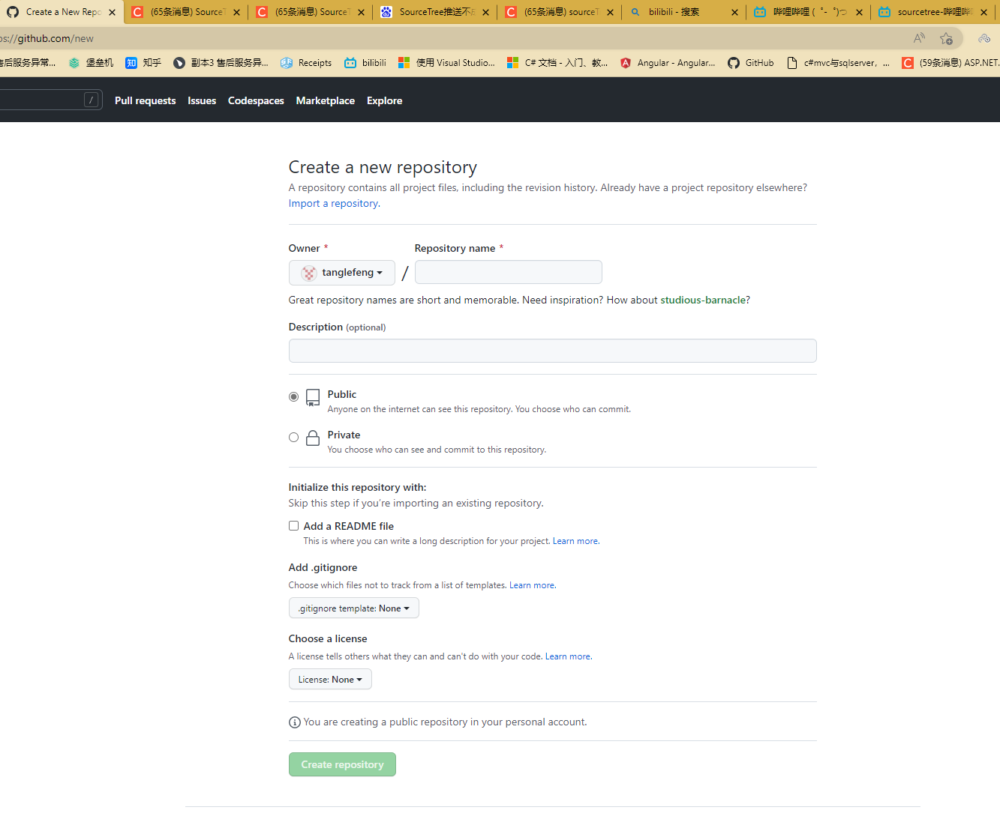 Create a New Repo
(65条消息) SourceT
(65条消息) SourceT
SourceTree推送不成
(65条消息) sourceT
bilibili - 搜索
哔哩哔哩 (゜-゜)つ
sourcetree-哔哩哔哩
ps://github.com/new
售后服务异常...
堡垒机
知乎
副本3 售后服务异...
Receipts
bilibili
使用 Visual Studio...
C# 文档 - 入门、教...
Angular - Angular...
GitHub
c#mvc与sqlserver，...
(59条消息) ASP.NET.
/
Pull requests
Issues
Codespaces
Marketplace
Explore
Create a new repository
A repository contains all project files, including the revision history. Already have a project repository elsewhere?
Import a repository.
Owner *
Repository name *
tanglefeng
/
Great repository names are short and memorable. Need inspiration? How about studious-barnacle?
Description (optional)
Public
Anyone on the internet can see this repository. You choose who can commit.
Private
You choose who can see and commit to this repository.
Initialize this repository with:
Skip this step if you're importing an existing repository.
Add a README file
This is where you can write a long description for your project. Learn more.
Add .gitignore
Choose which files not to track from a list of templates. Learn more.
.gitignore template: None
Choose a license
A license tells others what they can and can't do with your code. Learn more.
License: None
You are creating a public repository in your personal account.
Create repository